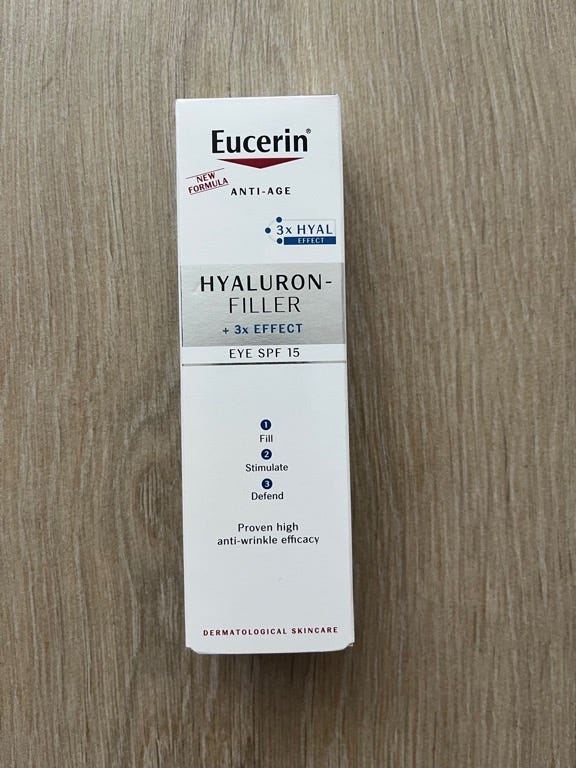 Eucerin®
NEW
FORMULA
ANTI-AGE
3x HYAL
EFFECT
HYALURON-
FILLER
+ 3x EFFECT
EYE SPF 15
1
Fill
2
Stimulate
3
Defend
Proven high
anti-wrinkle efficacy
DERMATOLOGICAL SKINCARE